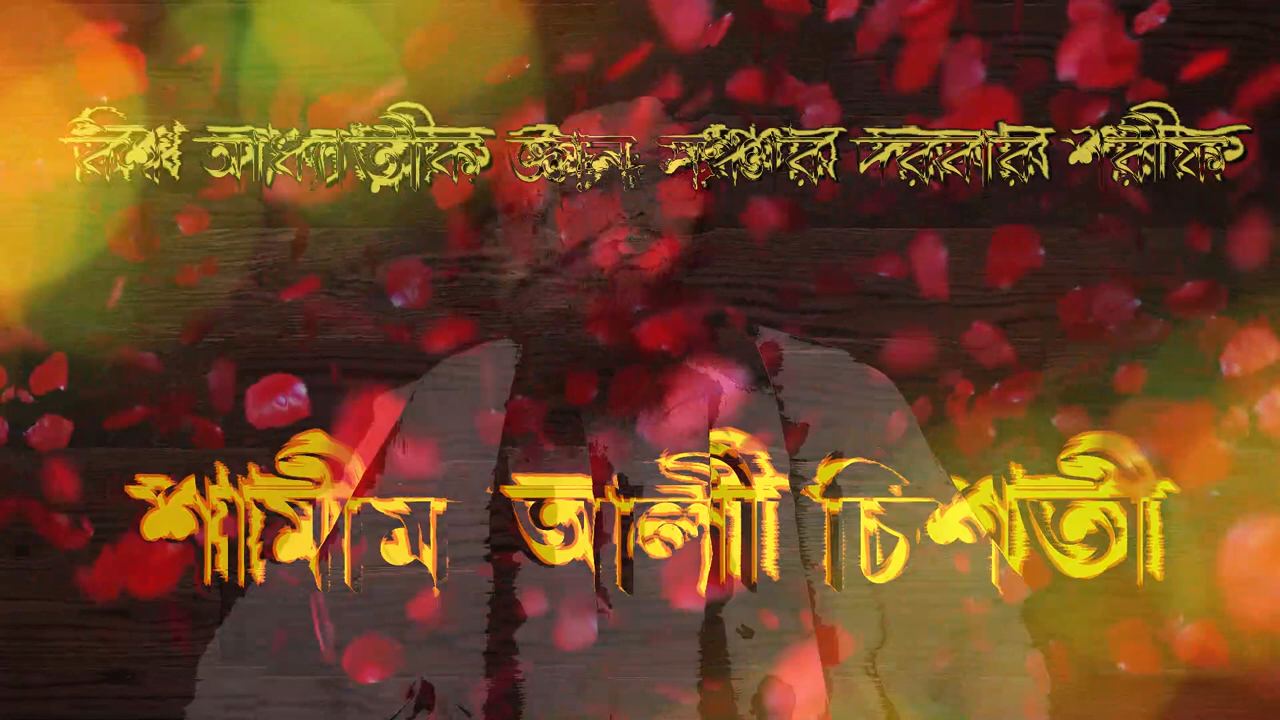 বিশ্ব আধ্যাত্নীক জ্ঞান দরবার শরীফ
শামীম আলী চিশতী